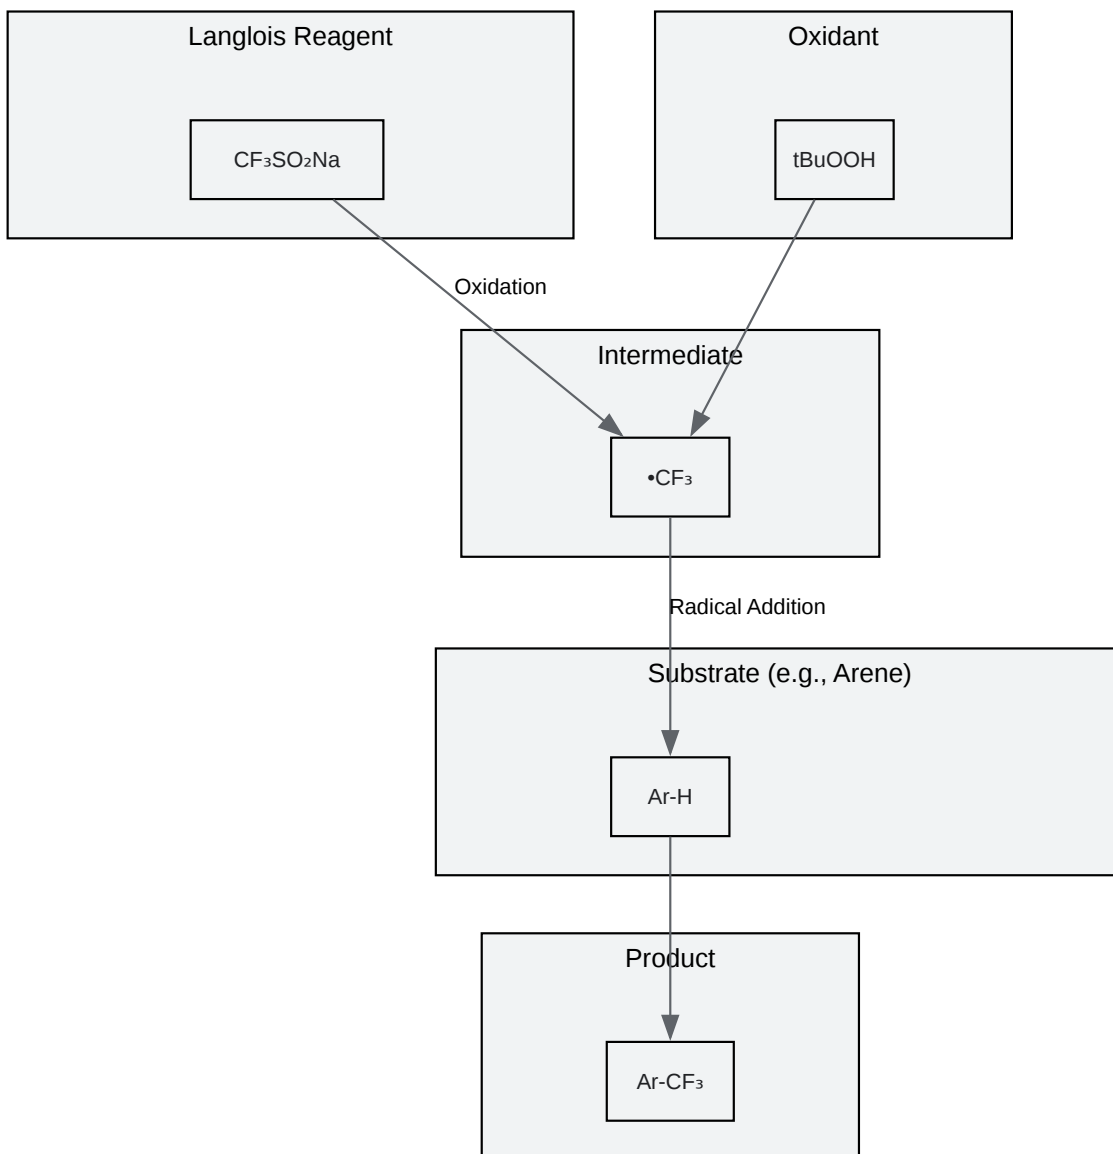 Langlois Reagent
Oxidant
CF₃SO₂Na
tBuOOH
Oxidation
Intermediate
•CF₃
Radical Addition
Substrate (e.g., Arene)
Ar-H
Product
Ar-CF₃